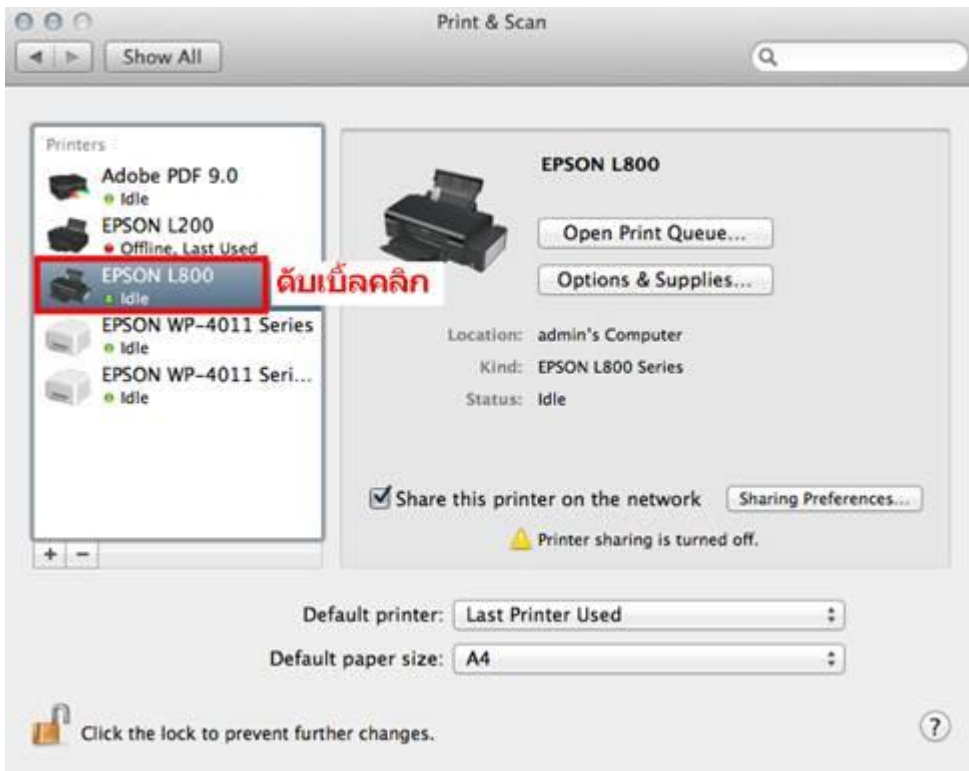 Print & Scan
Show All
Printers
Adobe PDF 9.0
Idle
EPSON L200
Offline, Last Used
EPSON L800
Idle
ดับเบิ้ลคลิก
EPSON WP-4011 Series
Idle
EPSON WP-4011 Seri...
Idle
+ -
EPSON L800
Open Print Queue...
Options & Supplies...
Location: admin's Computer
Kind: EPSON L800 Series
Status: Idle
Share this printer on the network Sharing Preferences...
Printer sharing is turned off.
Default printer: Last Printer Used
Default paper size: A4
Click the lock to prevent further changes.
?